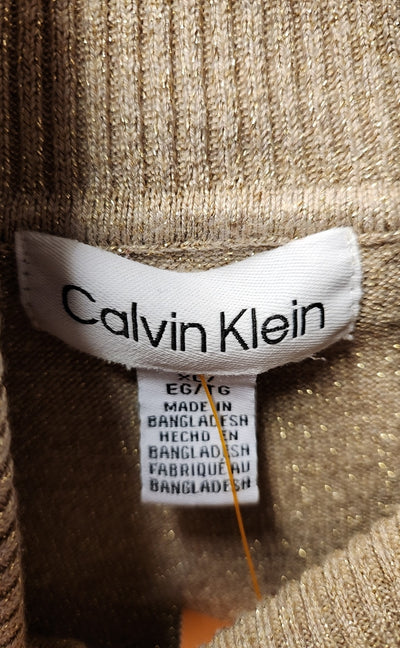 Calvin Klein
XL/
EG/TG
MADE IN
BANGLADESH
HECHO EN
BANGLADESH
FABRIQUÉ AU
BANGLADESH